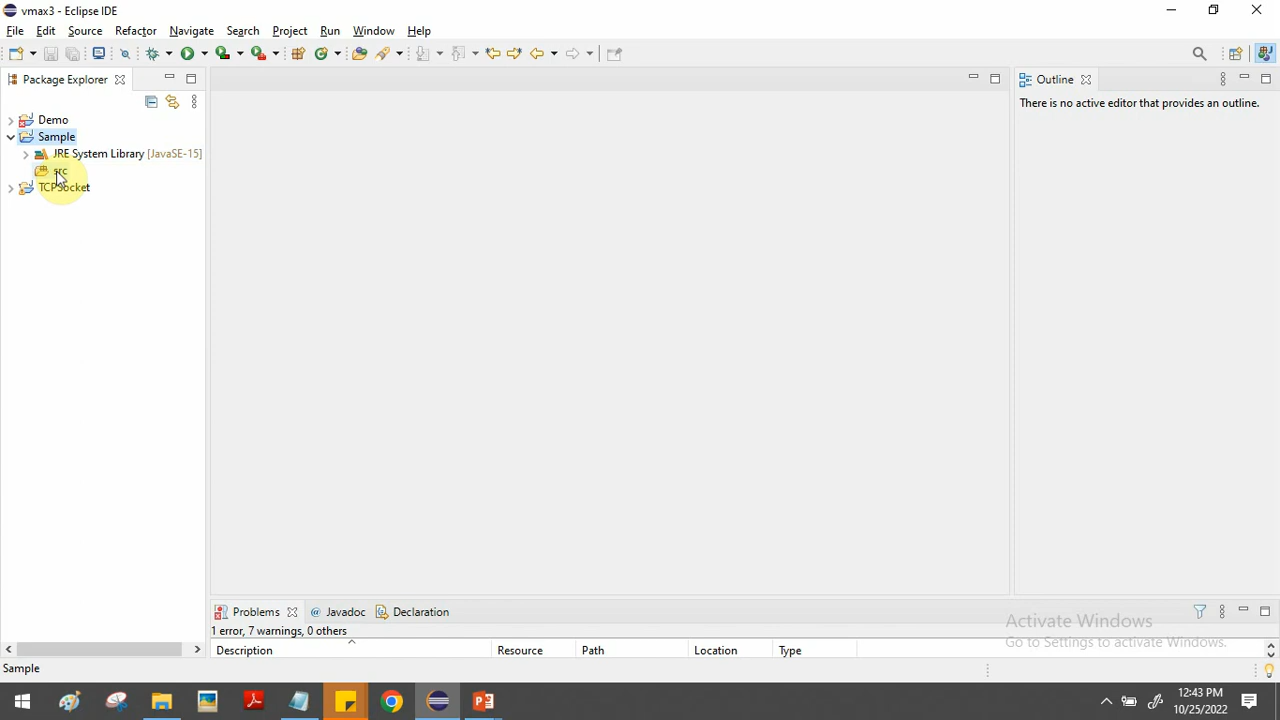 vmax3 - Eclipse IDE
File Edit Source Refactor Navigate Search Project Run Window Help
Package Explorer
Outline
There is no active editor that provides an outline.
Demo
Sample
JRE System Library [JavaSE-15]
src
TCPSocket
Problems Javadoc Declaration
1 error, 7 warnings, 0 others
Description Resource Path Location Type
Activate Windows
Go to Settings to activate Windows.
Sample
12:43 PM
10/25/2022